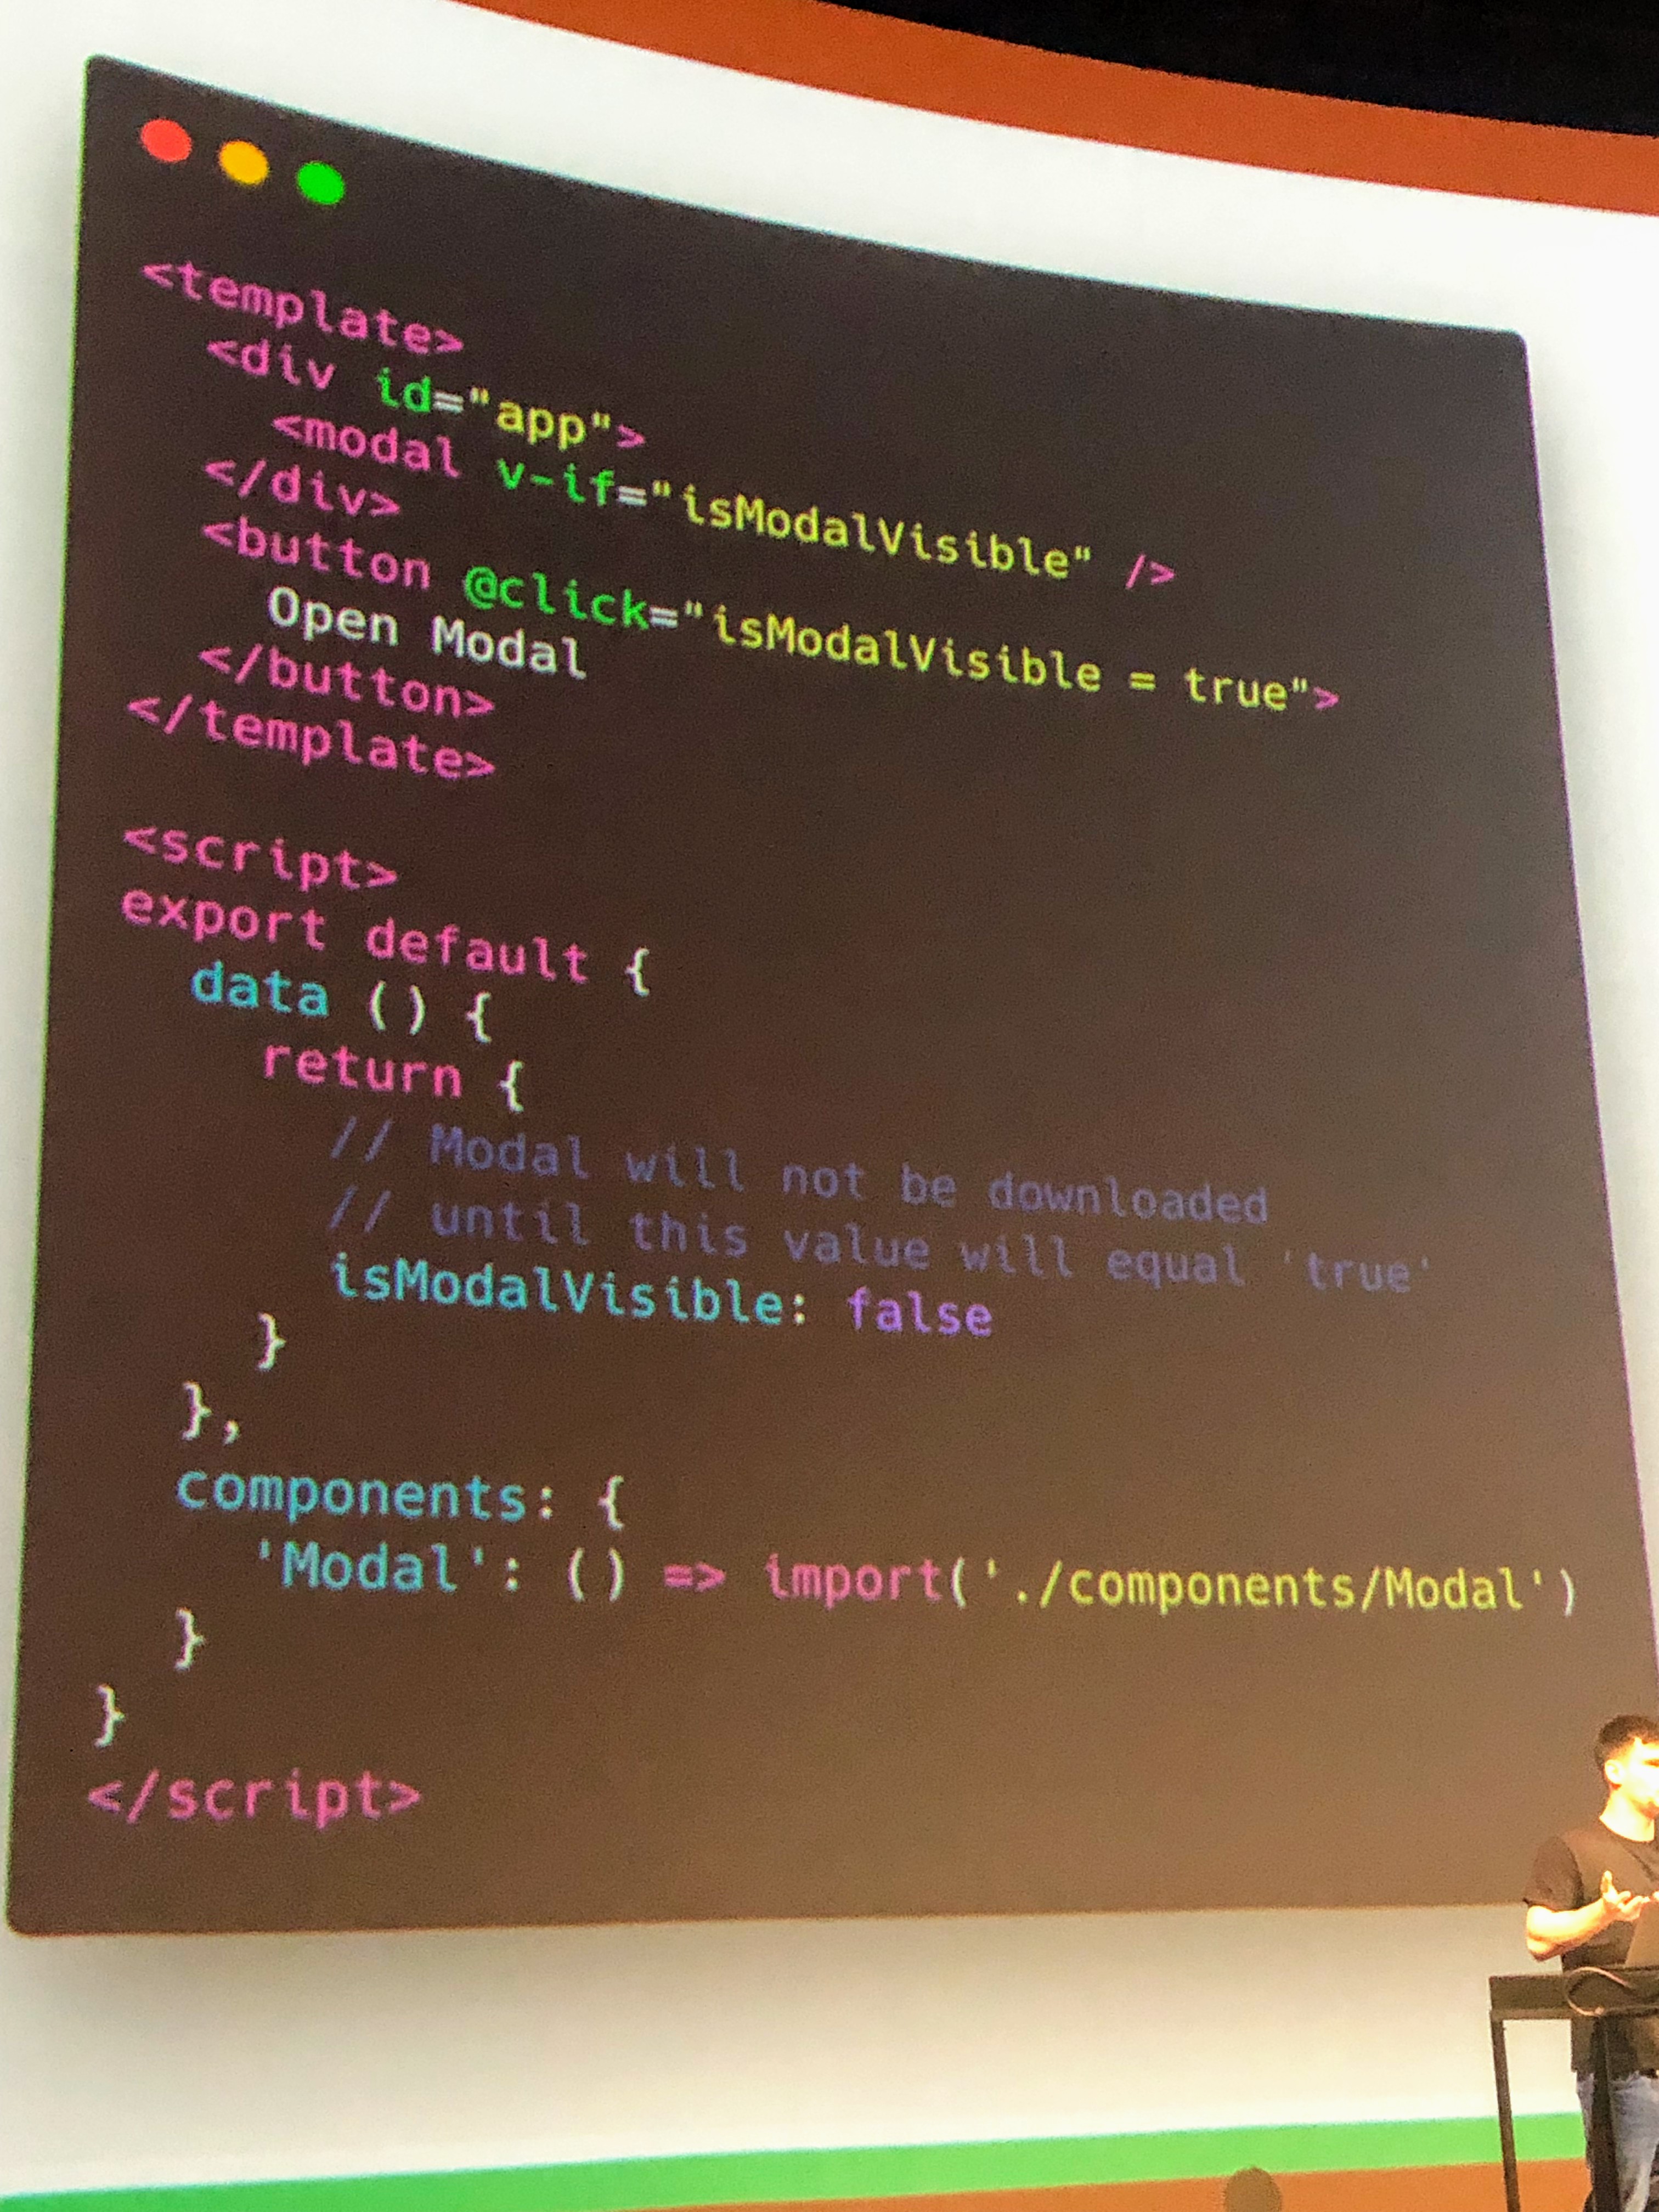 <template>
  <div id="app">
    <modal v-if="isModalVisible" />
  </div>
  <button @click="isModalVisible = true">
    Open Modal
  </button>
</template>

<script>
export default {
  data () {
    return {
      // Modal will not be downloaded
      // until this value will equal 'true'
      isModalVisible: false
    }
  },
  components: {
    'Modal': () => import('./components/Modal')
  }
}
</script>